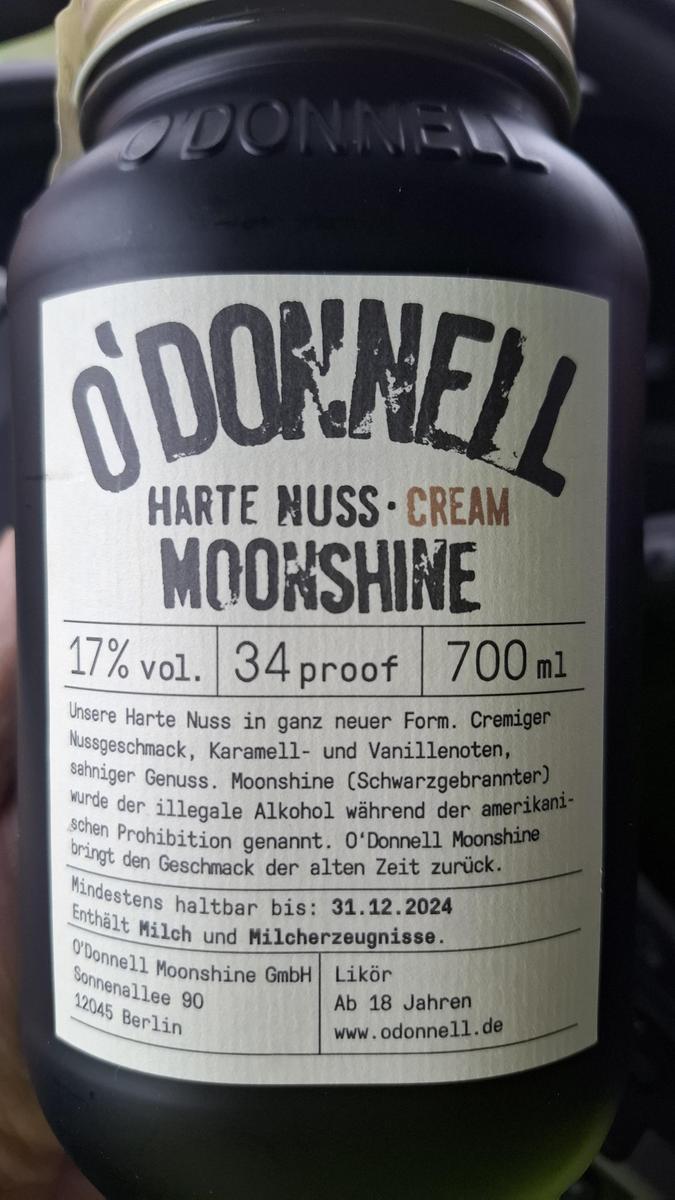 O'DONNELL
O'DONNELL
HARTE NUSS · CREAM
MOONSHINE
17% vol. 34 proof 700 ml
Unsere Harte Nuss in ganz neuer Form. Cremiger
Nussgeschmack, Karamell- und Vanillenoten,
sahniger Genuss. Moonshine (Schwarzgebrannter)
wurde der illegale Alkohol während der amerikani-
schen Prohibition genannt. O'Donnell Moonshine
bringt den Geschmack der alten Zeit zurück.
Mindestens haltbar bis: 31.12.2024
Enthält Milch und Milcherzeugnisse.
O'Donnell Moonshine GmbH
Sonnenallee 90
12045 Berlin
Likör
Ab 18 Jahren
www.odonnell.de